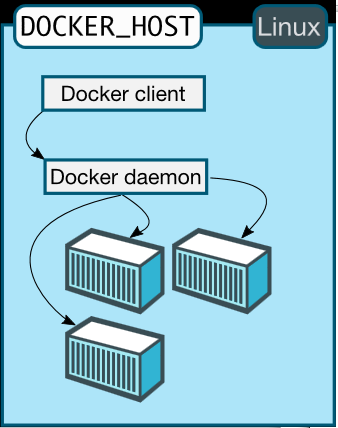 DOCKER_HOST
Linux
Docker client
Docker daemon